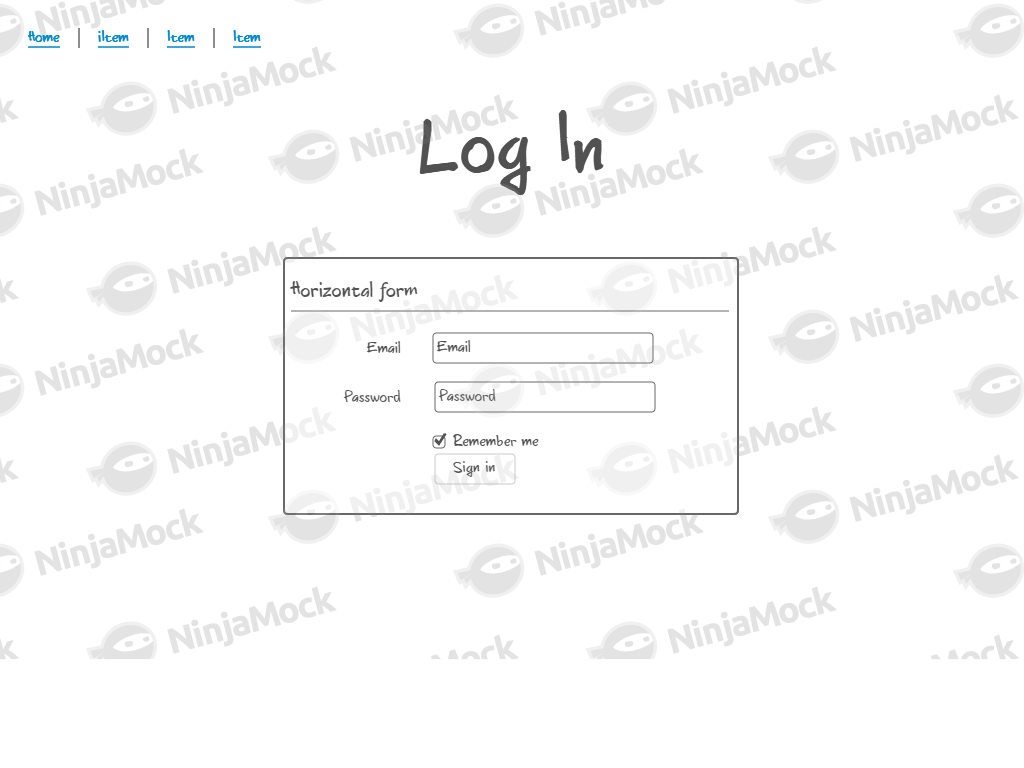 Home | iItem | Item | Item
Log In
Horizontal form
Email Email
Password Password
Remember me
Sign in
NinjaMock